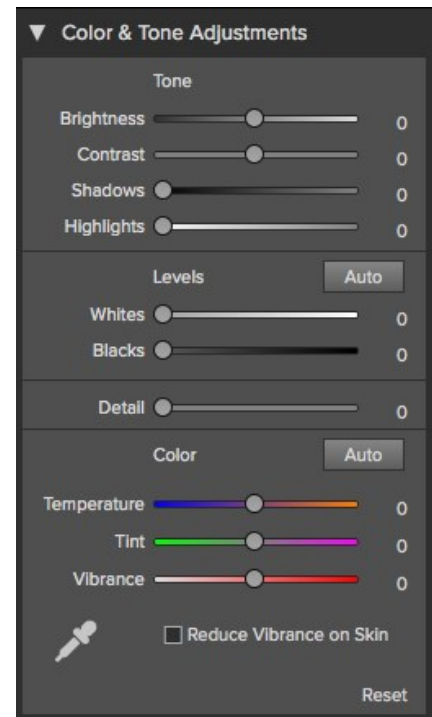 Color & Tone Adjustments
Tone
Brightness 0
Contrast 0
Shadows 0
Highlights 0
Levels Auto
Whites 0
Blacks 0
Detail 0
Color Auto
Temperature 0
Tint 0
Vibrance 0
Reduce Vibrance on Skin
Reset